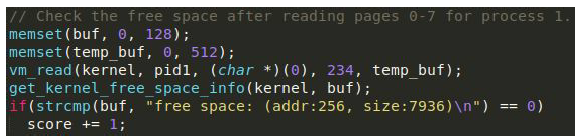 // Check the free space after reading pages 0-7 for process 1.
memset(buf, 0, 128);
memset(temp_buf, 0, 512);
vm_read(kernel, pid1, (char *)(0), 234, temp_buf);
get_kernel_free_space_info(kernel, buf);
if(strcmp(buf, "free space: (addr:256, size:7936)\n") == 0)
  score += 1;